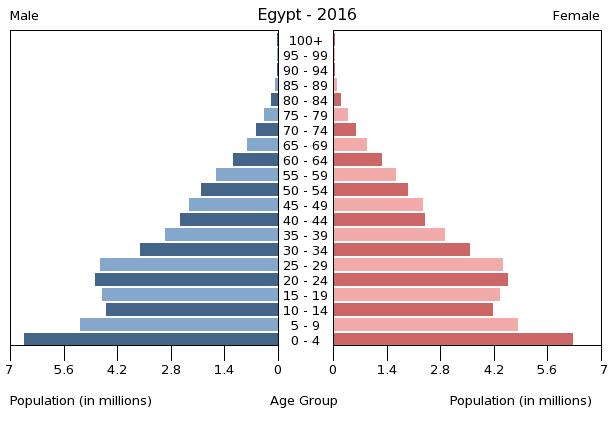 Male Egypt - 2016 Female
100+
95 - 99
90 - 94
85 - 89
80 - 84
75 - 79
70 - 74
65 - 69
60 - 64
55 - 59
50 - 54
45 - 49
40 - 44
35 - 39
30 - 34
25 - 29
20 - 24
15 - 19
10 - 14
5 - 9
0 - 4
7 5.6 4.2 2.8 1.4 0 0 1.4 2.8 4.2 5.6 7
Population (in millions) Age Group Population (in millions)